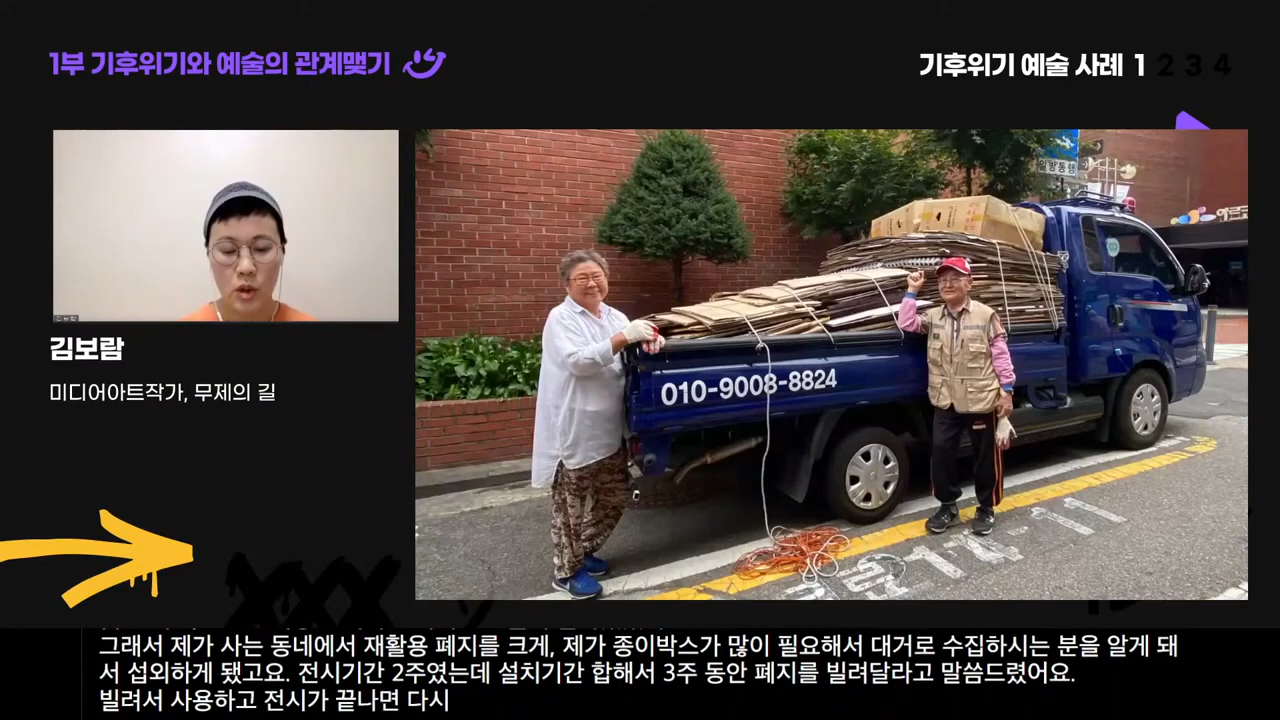 1부 기후위기와 예술의 관계맺기
기후위기 예술 사례 1 2 3 4
일방통행
아르코
010-9008-8824
김보람
미디어아트작가, 무제의 길
그래서 제가 사는 동네에서 재활용 폐지를 크게, 제가 종이박스가 많이 필요해서 대거로 수집하시는 분을 알게 돼
서 섭외하게 됐고요. 전시기간 2주였는데 설치기간 합해서 3주 동안 폐지를 빌려달라고 말씀드렸어요.
빌려서 사용하고 전시가 끝나면 다시